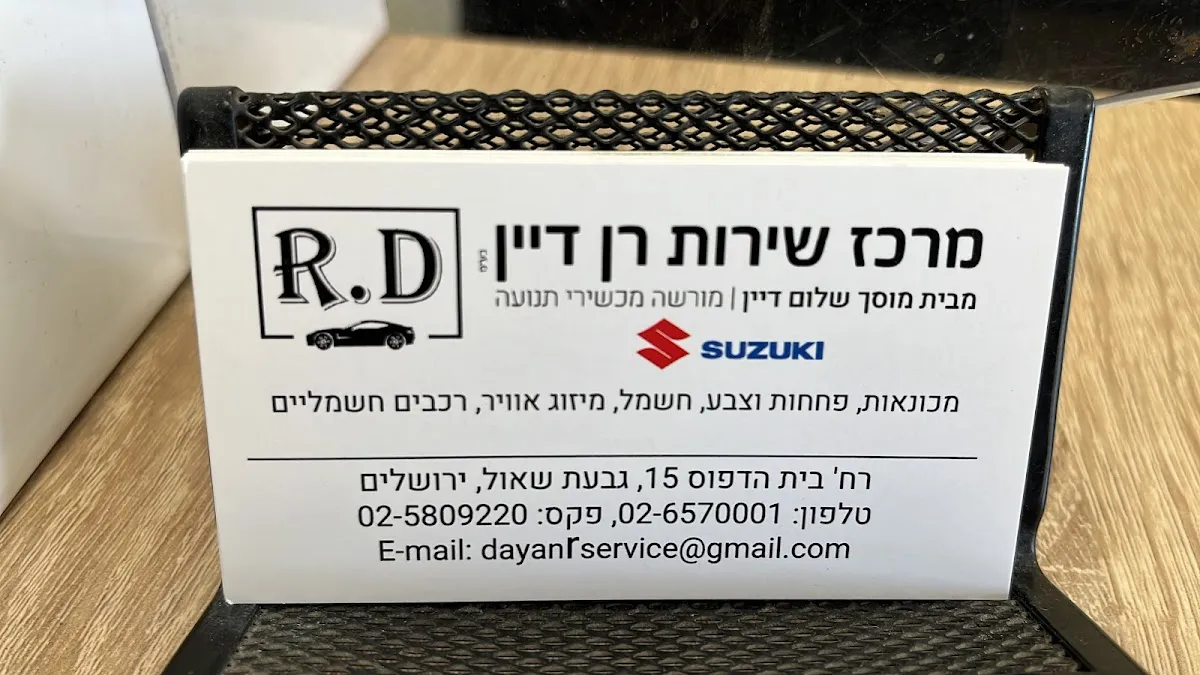 R.D
מרכז שירות רן דיין בע"מ
מבית מוסך שלום דיין | מורשה מכשירי תנועה
SUZUKI
מכונאות, פחחות וצבע, חשמל, מיזוג אוויר, רכבים חשמליים
רח' בית הדפוס 15, גבעת שאול, ירושלים
טלפון: 02-6570001, פקס: 02-5809220
E-mail: dayanrservice@gmail.com